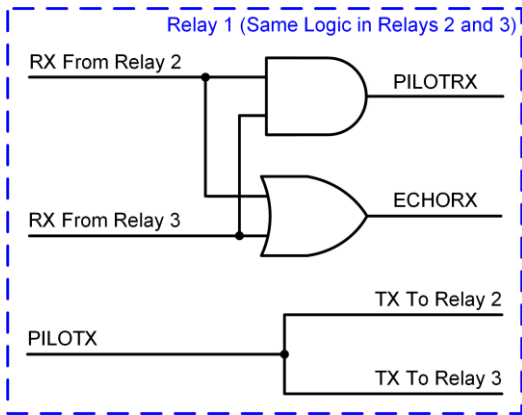 Relay 1 (Same Logic in Relays 2 and 3)
RX From Relay 2
PILOTRX
ECHORX
RX From Relay 3
TX To Relay 2
PILOTX
TX To Relay 3